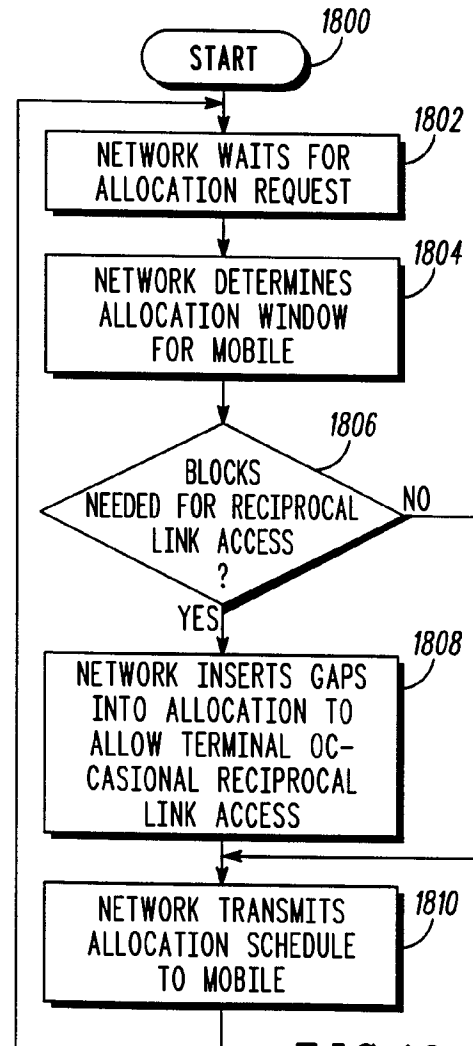 START
1800
NETWORK WAITS FOR
ALLOCATION REQUEST
1802
NETWORK DETERMINES
ALLOCATION WINDOW
FOR MOBILE
1804
1806
BLOCKS
NEEDED FOR RECIPROCAL
LINK ACCESS
?
NO
YES
NETWORK INSERTS GAPS
INTO ALLOCATION TO
ALLOW TERMINAL OC-
CASIONAL RECIPROCAL
LINK ACCESS
1808
NETWORK TRANSMITS
ALLOCATION SCHEDULE
TO MOBILE
1810